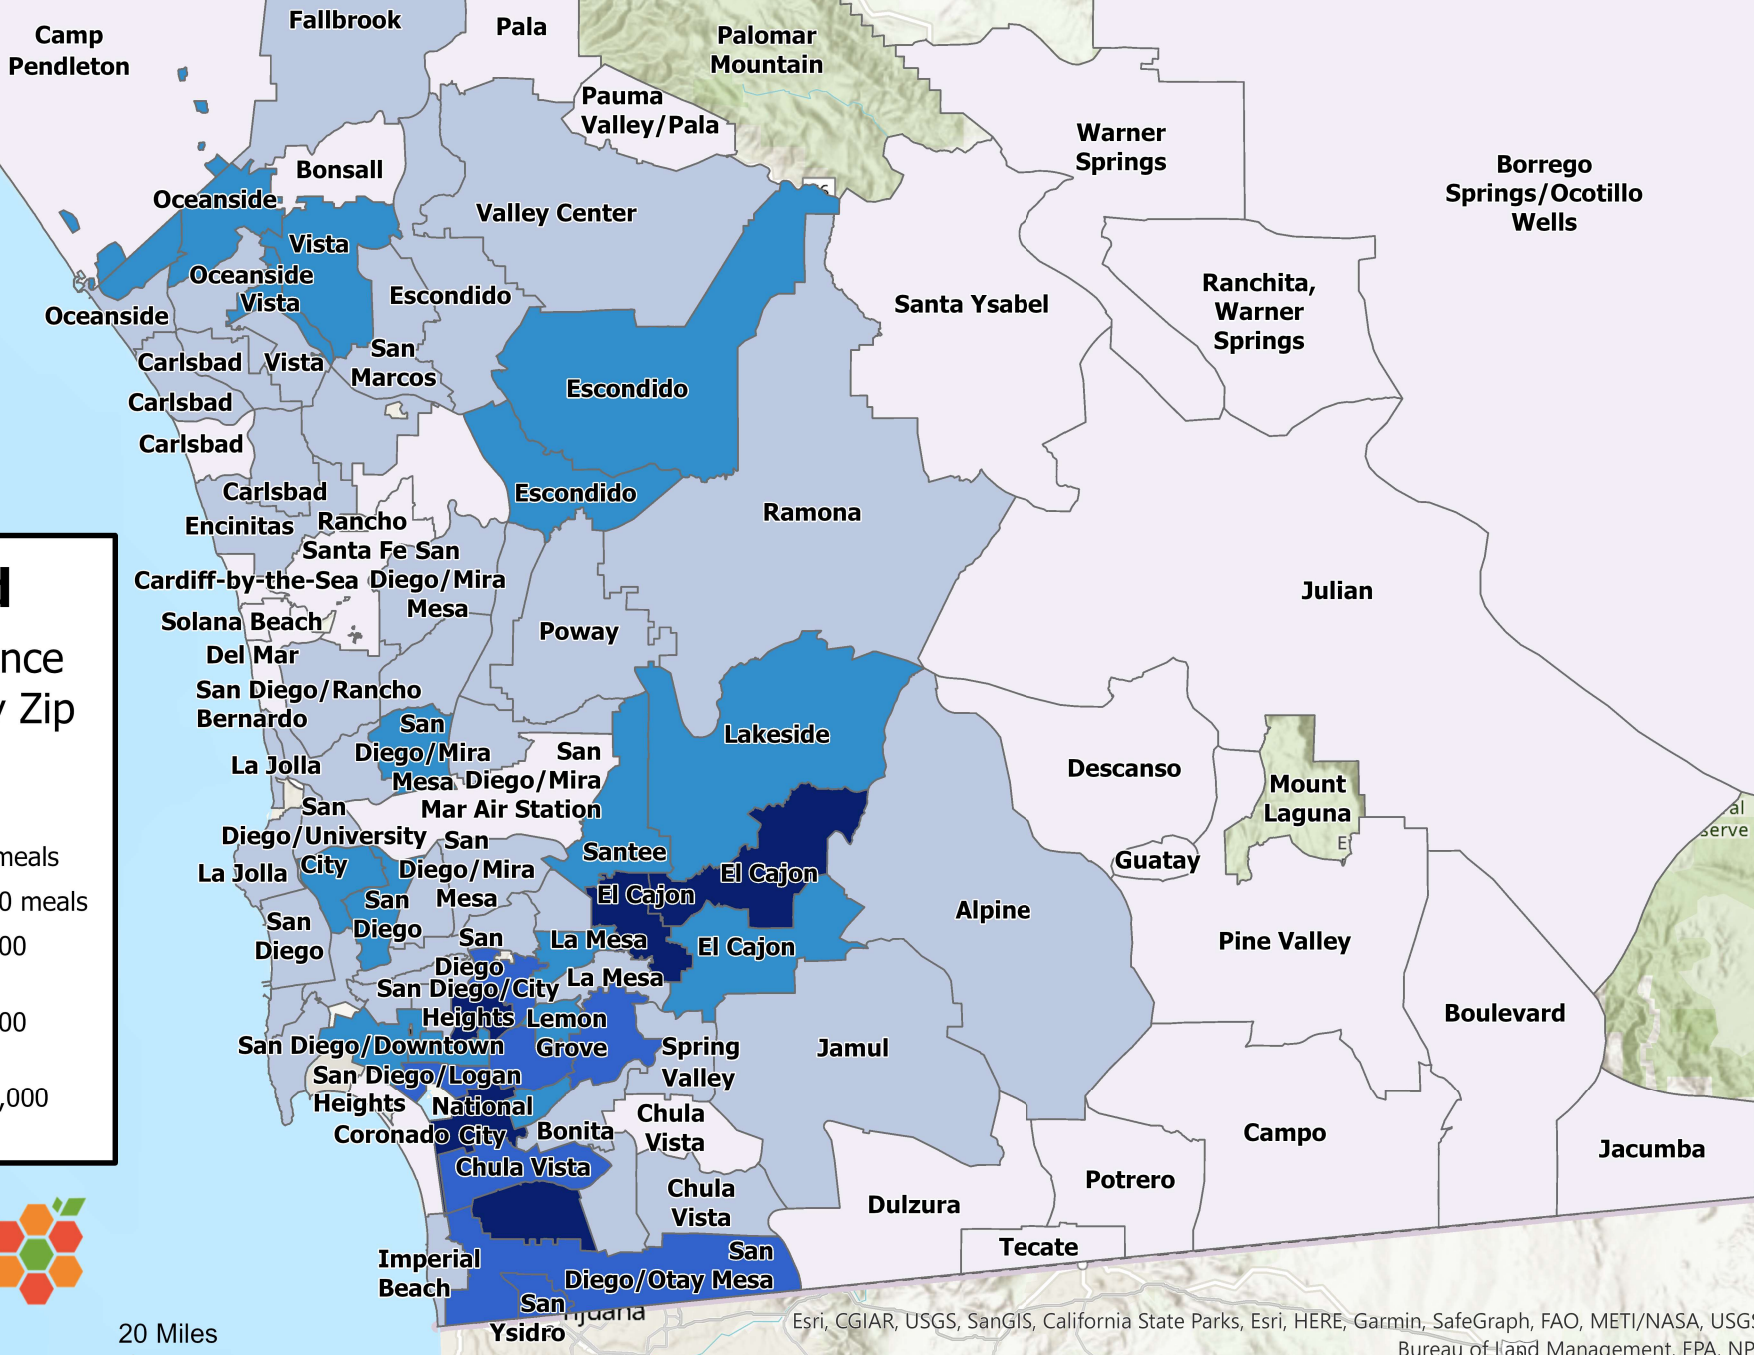 Camp
Pendleton
Fallbrook
Pala
Palomar
Mountain
Pauma
Valley/Pala
Warner
Springs
Borrego
Springs/Ocotillo
Wells
Bonsall
Oceanside
Valley Center
Vista
Oceanside
Vista
Escondido
Oceanside
Santa Ysabel
Ranchita,
Warner
Springs
Carlsbad
Vista
San
Marcos
Escondido
Carlsbad
Carlsbad
Carlsbad
Escondido
Ramona
Encinitas
Rancho
Santa Fe
San
Diego/Mira
Mesa
Cardiff-by-the-Sea
Solana Beach
Poway
Julian
Del Mar
San Diego/Rancho
Bernardo
San
Diego/Mira
Mesa
Lakeside
La Jolla
San
Diego/Mira
Mar Air Station
Descanso
Mount
Laguna
San
Diego/University
City
San
Diego/Mira
Mesa
Santee
Guatay
La Jolla
El Cajon
El Cajon
San
Diego
San
Diego
Alpine
San
Diego
La Mesa
El Cajon
Pine Valley
La Mesa
San Diego/City
Heights
Lemon
Grove
Boulevard
San Diego/Downtown
Spring
Valley
Jamul
San Diego/Logan
Heights
National
City
Coronado
Bonita
Chula
Vista
Campo
Jacumba
Chula Vista
Chula
Vista
Potrero
Dulzura
Tecate
Imperial
Beach
San
Diego/Otay Mesa
San
Ysidro
nce
Zip
meals
0 meals
00
00
,000
20 Miles
Esri, CGIAR, USGS, SanGIS, California State Parks, Esri, HERE, Garmin, SafeGraph, FAO, METI/NASA, USGS
Bureau of Land Management, EPA, NP